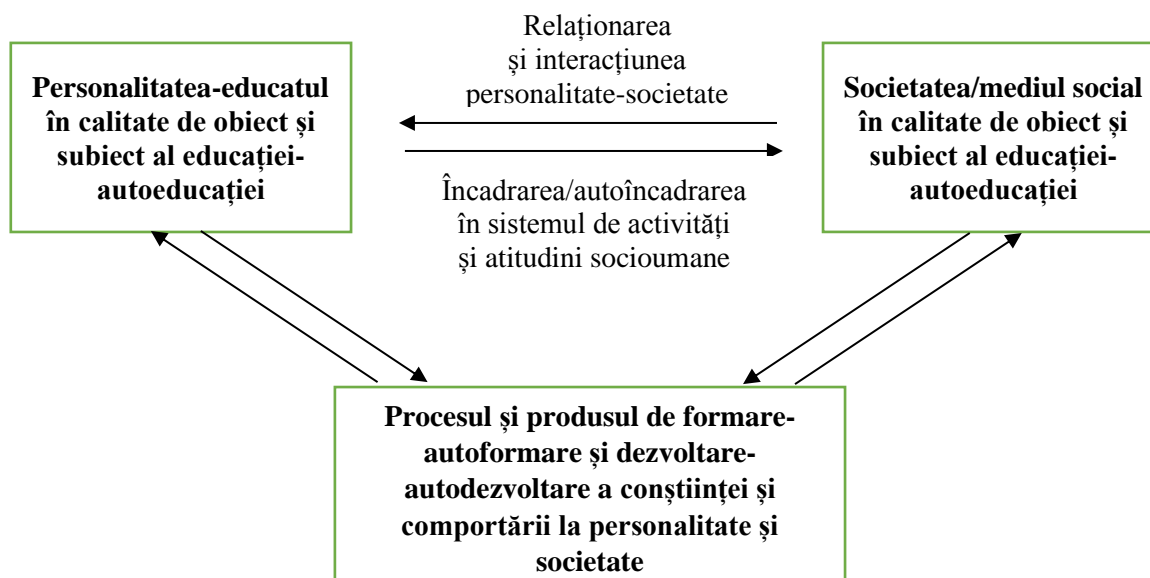 Relaționarea
și interacțiunea
personalitate-societate
Personalitatea-educatul
în calitate de obiect și
subiect al educației-
autoeducației
Societatea/mediul social
în calitate de obiect și
subiect al educației-
autoeducației
Încadrarea/autoîncadrarea
în sistemul de activități
și atitudini socioumane
Procesul și produsul de formare-
autoformare și dezvoltare-
autodezvoltare a conștiinței și
comportării la personalitate și
societate